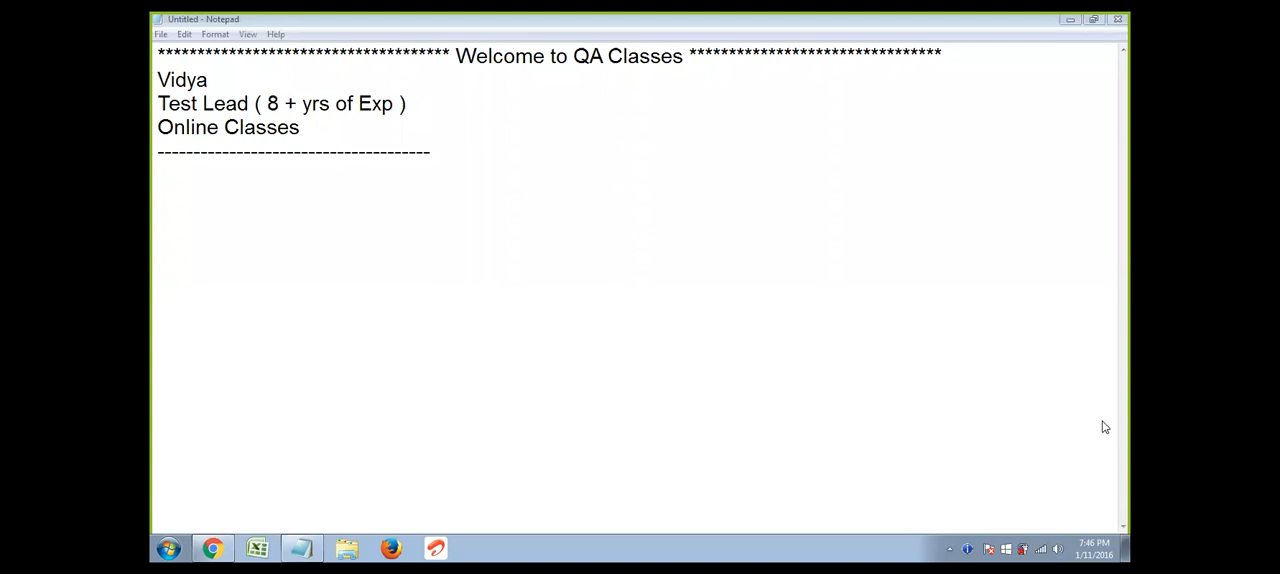 Untitled - Notepad
File Edit Format View Help
************************************* Welcome to QA Classes ********************************
Vidya
Test Lead ( 8 + yrs of Exp )
Online Classes
--------------------------------------
7:46 PM
1/11/2016